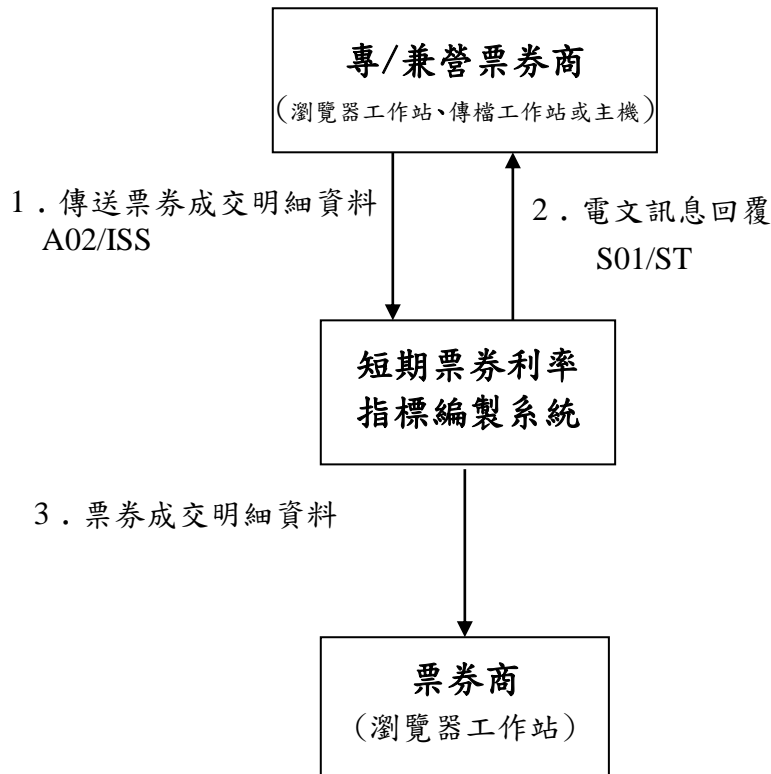 專/兼營票券商
（瀏覽器工作站、傳檔工作站或主機）
1．傳送票券成交明細資料
A02/ISS
2．電文訊息回覆
S01/ST
短期票券利率
指標編製系統
3．票券成交明細資料
票券商
（瀏覽器工作站）